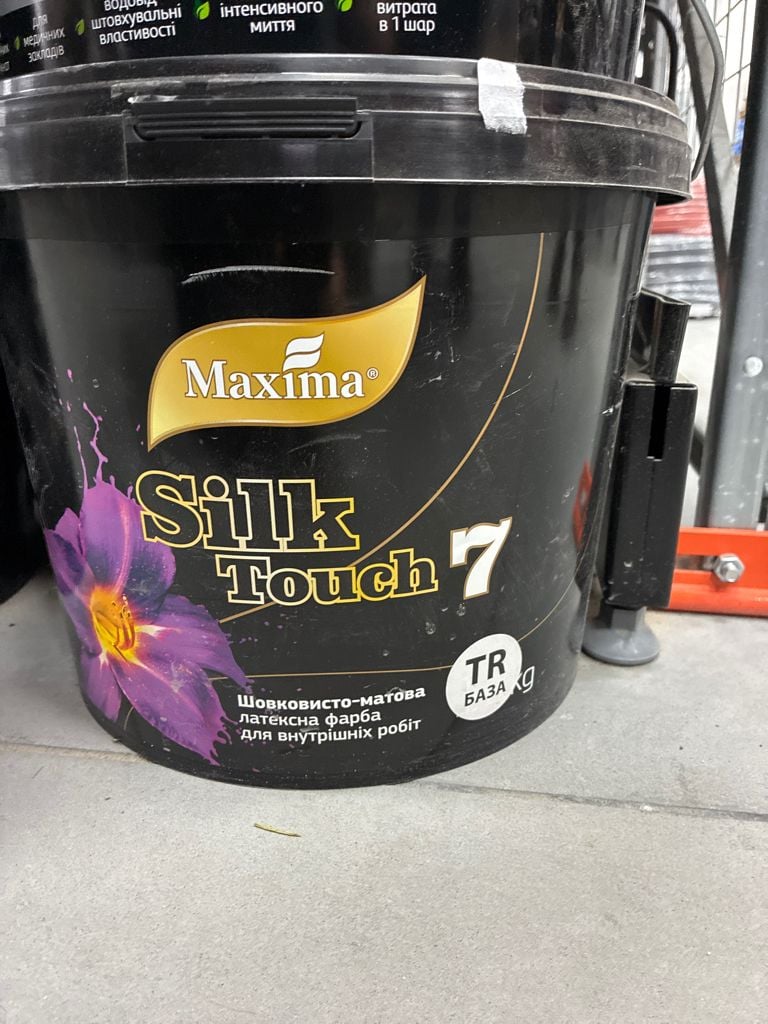 для
медичних
закладів
водовід
штовхувальні
властивості
інтенсивного
миття
витрата
в 1 шар
Maxima®
Silk
Touch 7
Шовковисто-матова
латексна фарба
для внутрішніх робіт
TR
БАЗА
kg